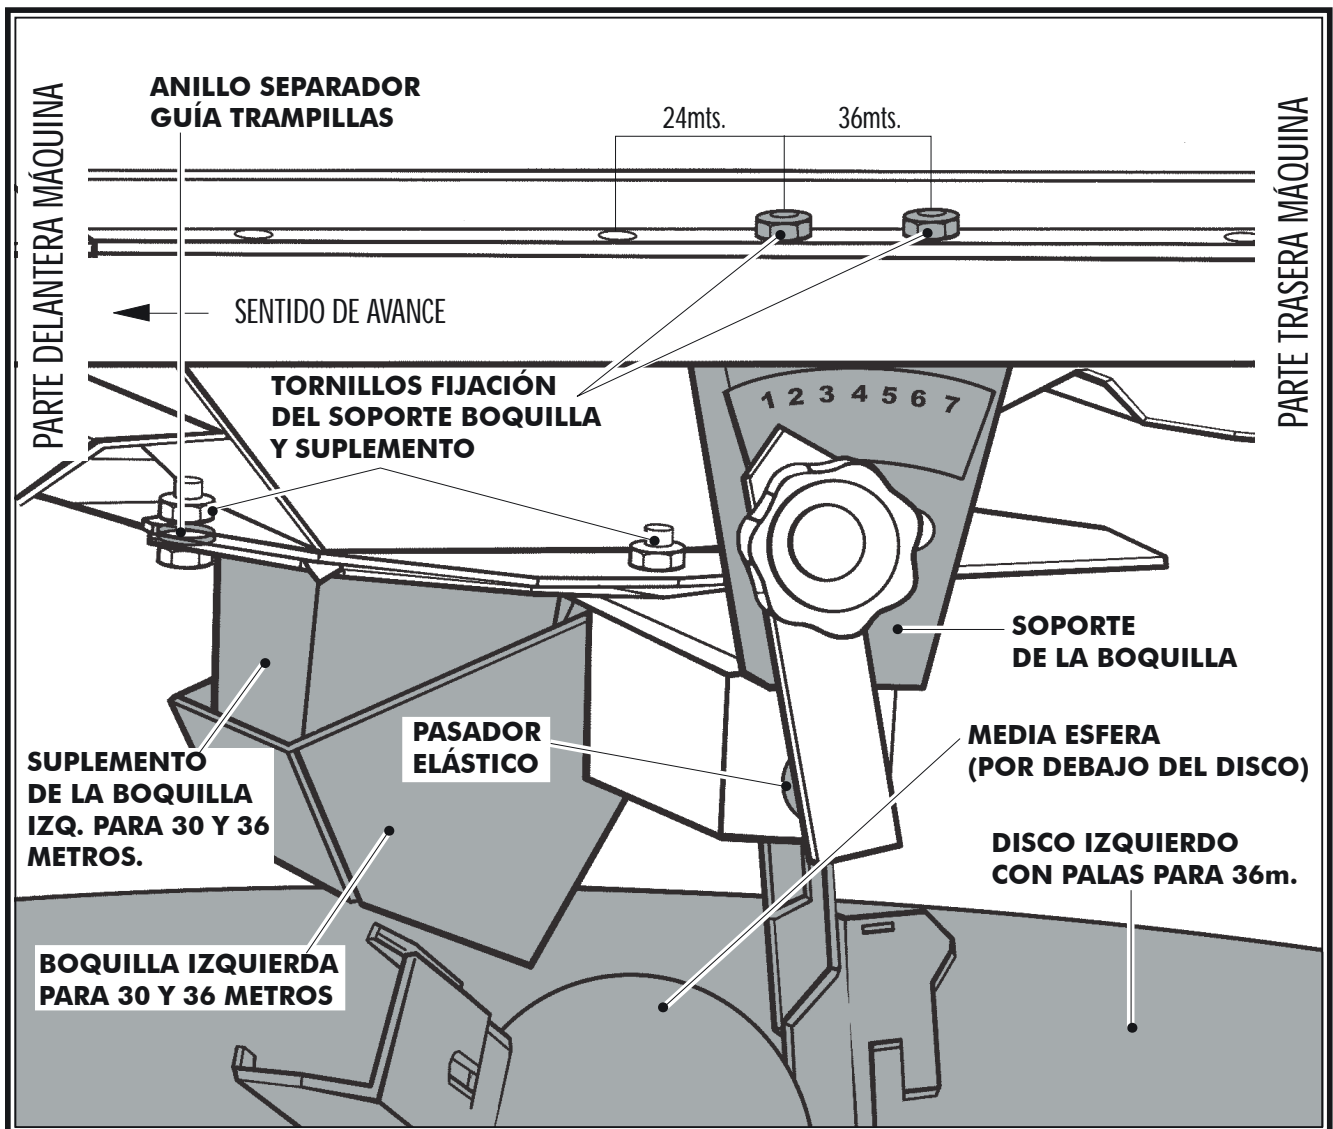 ANILLO SEPARADOR
GUÍA TRAMPILLAS
24mts.
36mts.
PARTE DELANTERA MÁQUINA
PARTE TRASERA MÁQUINA
SENTIDO DE AVANCE
TORNILLOS FIJACIÓN
DEL SOPORTE BOQUILLA
Y SUPLEMENTO
1 2 3 4 5 6 7
SOPORTE
DE LA BOQUILLA
PASADOR
ELÁSTICO
MEDIA ESFERA
(POR DEBAJO DEL DISCO)
SUPLEMENTO
DE LA BOQUILLA
IZQ. PARA 30 Y 36
METROS.
DISCO IZQUIERDO
CON PALAS PARA 36m.
BOQUILLA IZQUIERDA
PARA 30 Y 36 METROS